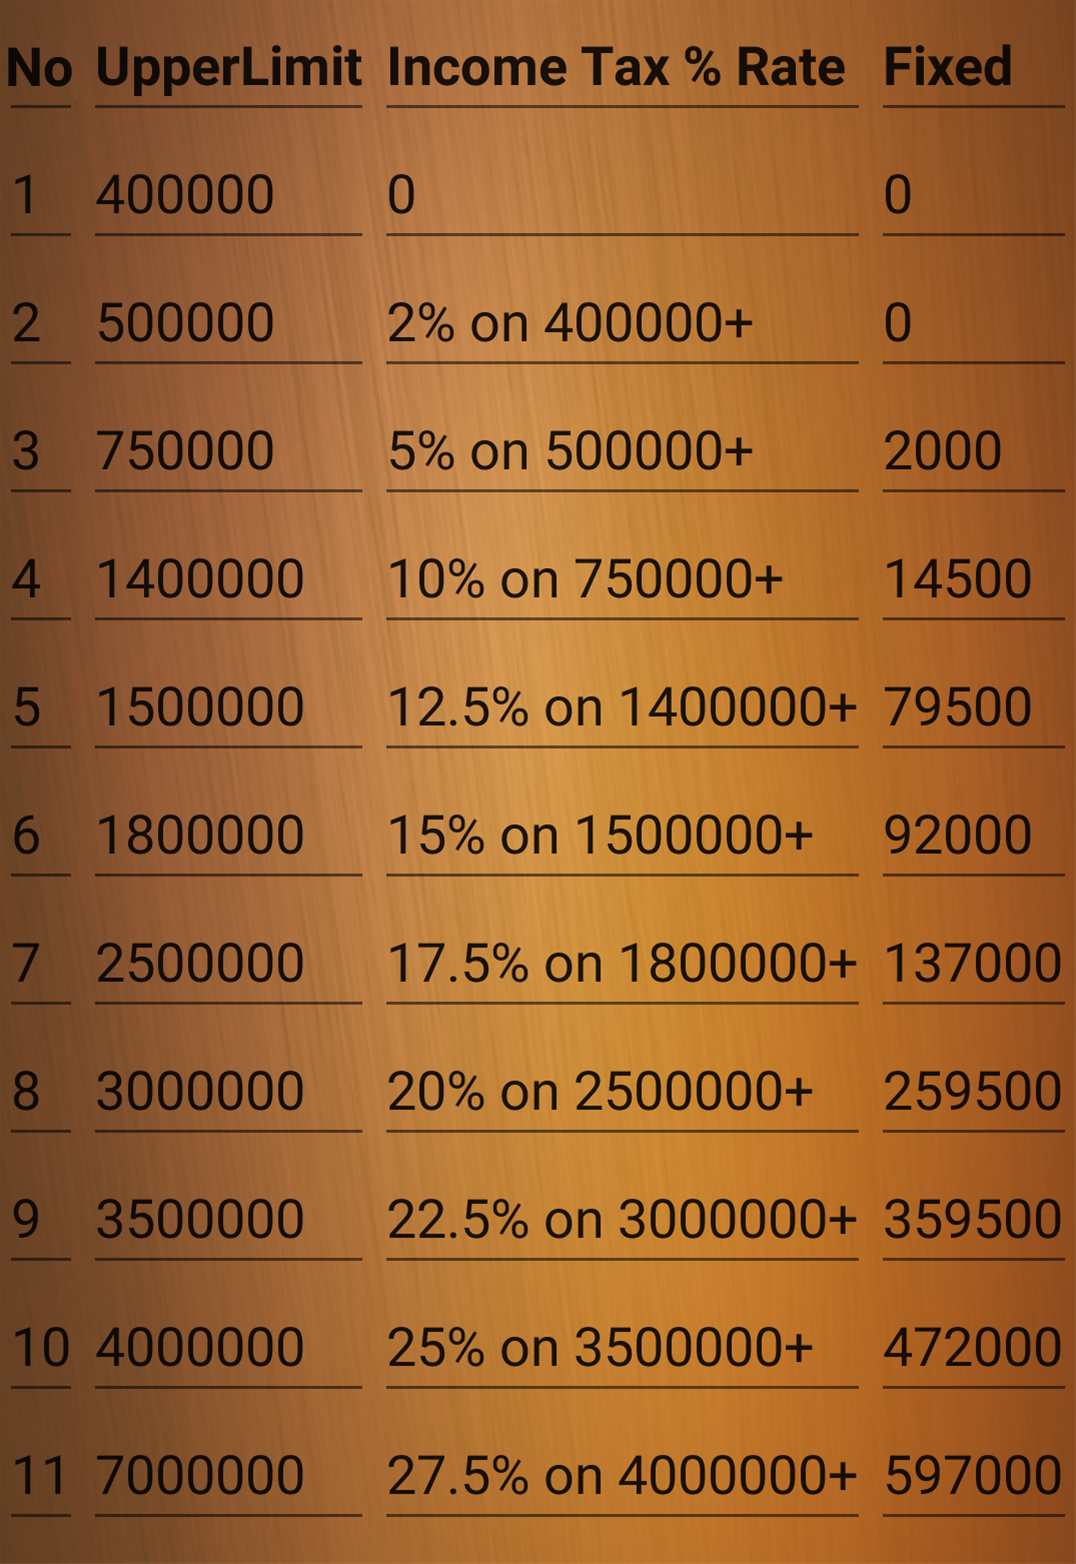 No UpperLimit Income Tax % Rate Fixed
1 400000 0 0
2 500000 2% on 400000+ 0
3 750000 5% on 500000+ 2000
4 1400000 10% on 750000+ 14500
5 1500000 12.5% on 1400000+ 79500
6 1800000 15% on 1500000+ 92000
7 2500000 17.5% on 1800000+ 137000
8 3000000 20% on 2500000+ 259500
9 3500000 22.5% on 3000000+ 359500
10 4000000 25% on 3500000+ 472000
11 7000000 27.5% on 4000000+ 597000